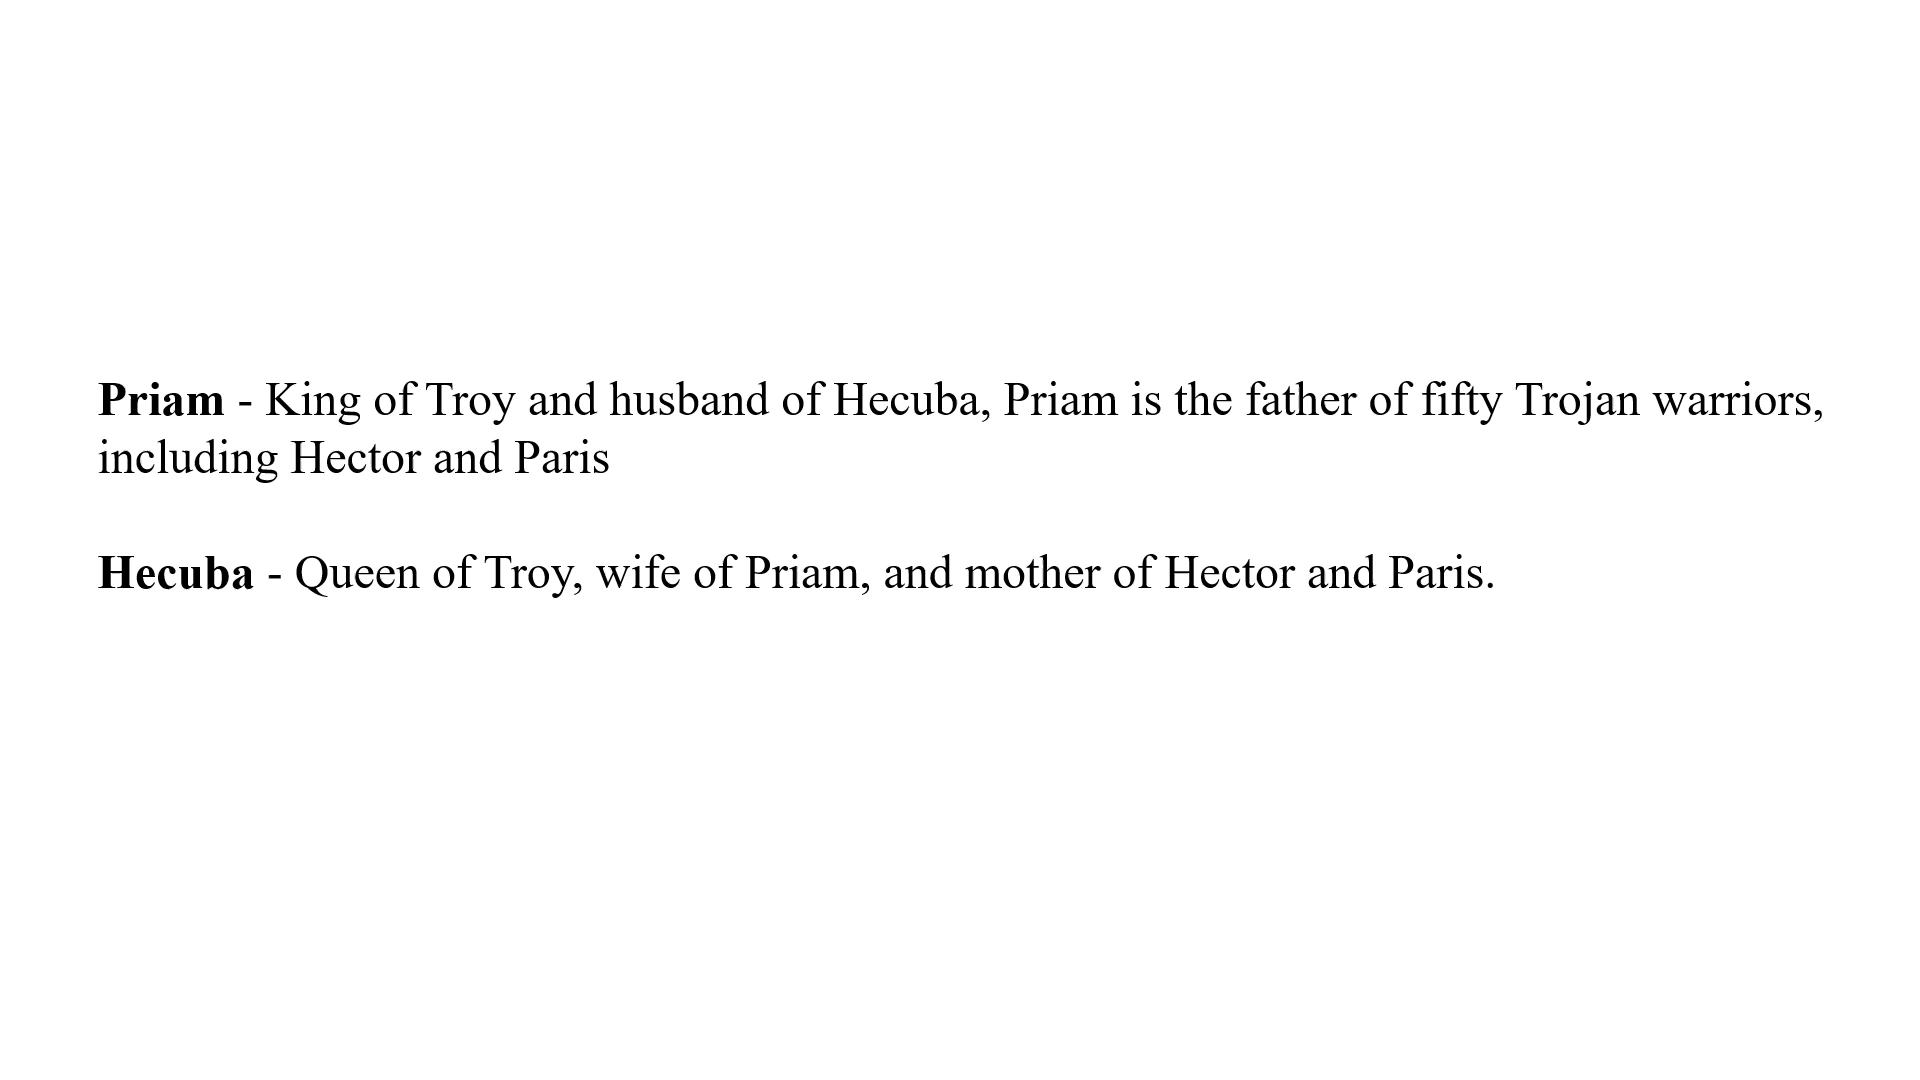 Priam - King of Troy and husband of Hecuba, Priam is the father of fifty Trojan warriors,
including Hector and Paris
Hecuba - Queen of Troy, wife of Priam, and mother of Hector and Paris.